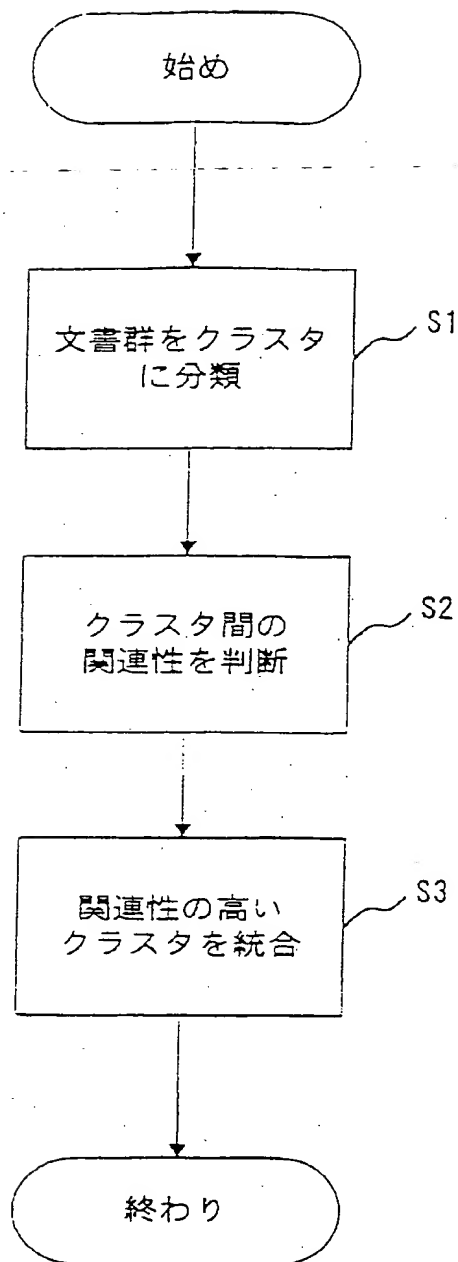 始め
文書群をクラスタ
に分類
S1
クラスタ間の
関連性を判断
S2
関連性の高い
クラスタを統合
S3
終わり